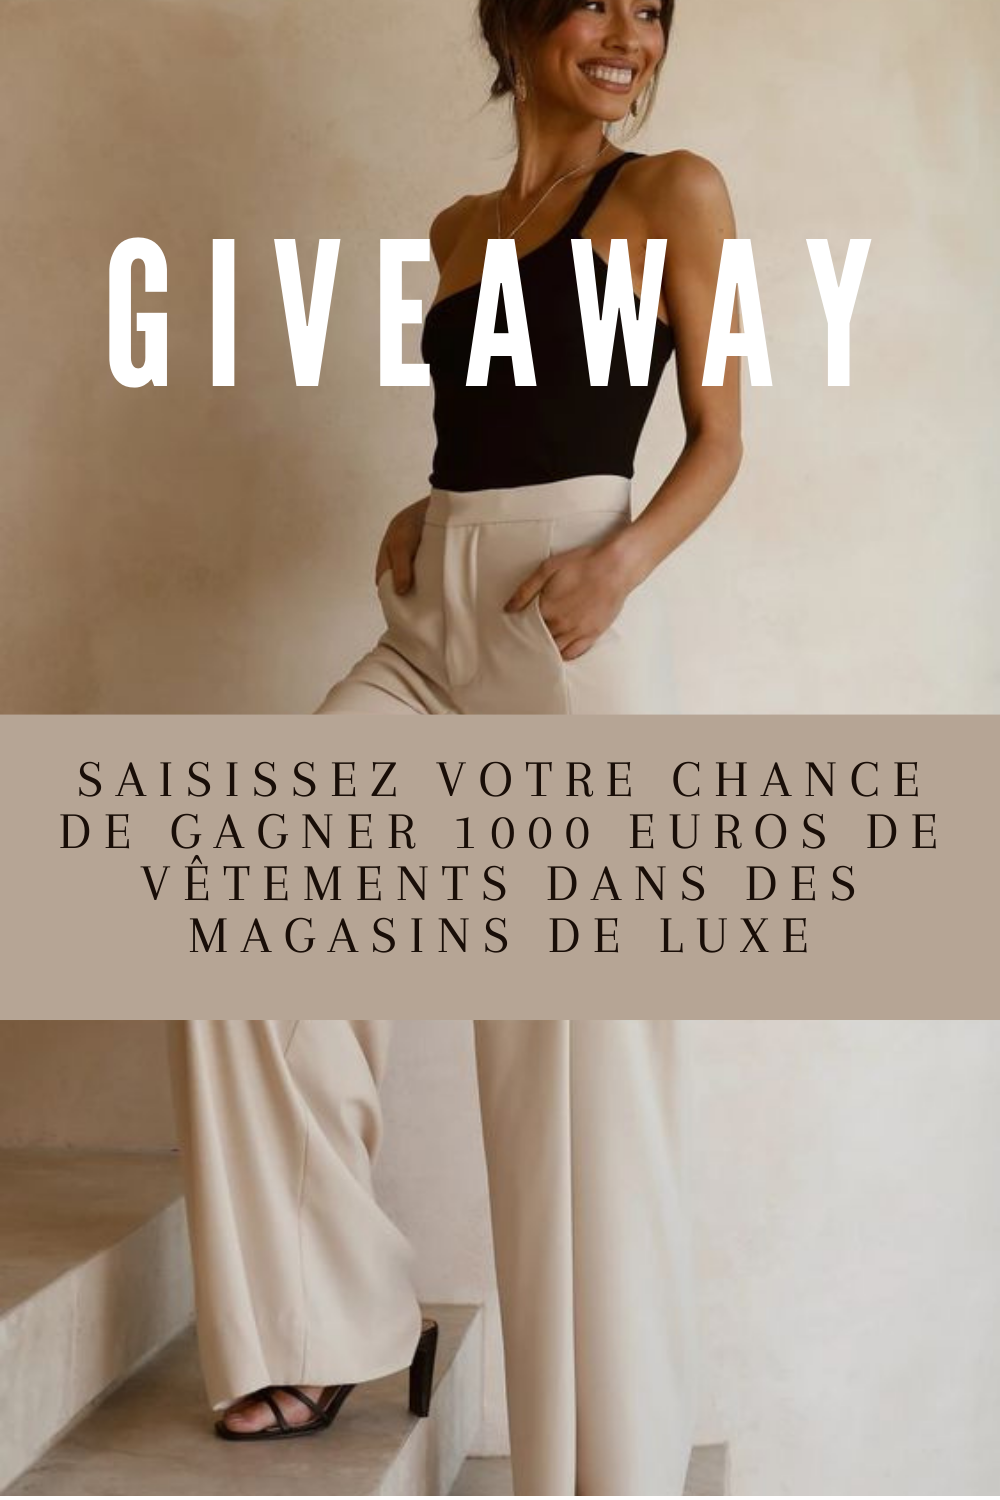 GIVEAWAY
SAISISSEZ VOTRE CHANCE
DE GAGNER 1000 EUROS DE
VÊTEMENTS DANS DES
MAGASINS DE LUXE